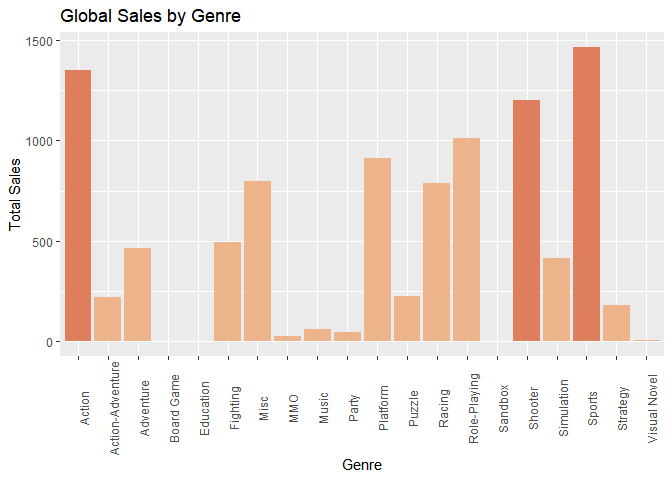 Global Sales by Genre
Total Sales
1500
1000
500
0
Action
Action-Adventure
Adventure
Board Game
Education
Fighting
Misc
MMO
Music
Party
Platform
Puzzle
Racing
Role-Playing
Sandbox
Shooter
Simulation
Sports
Strategy
Visual Novel
Genre